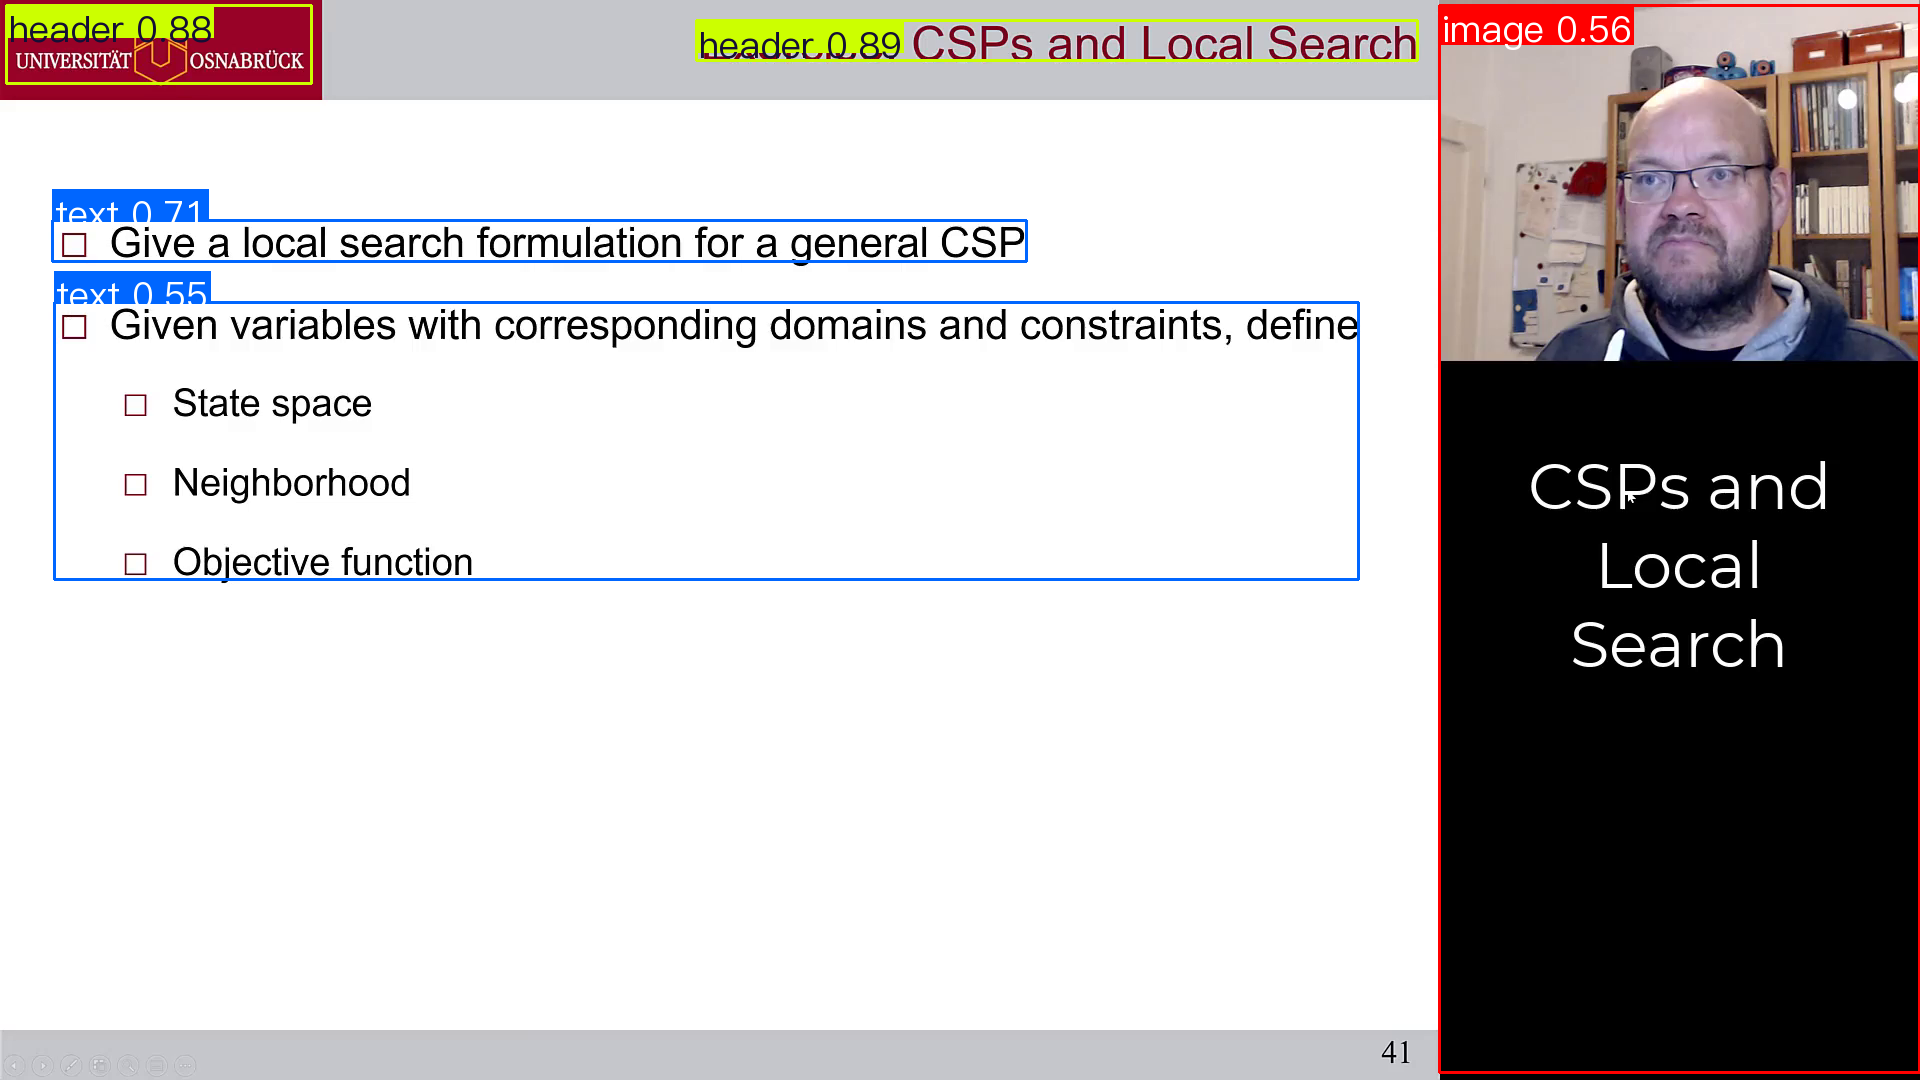 header 0.88
UNIVERSITÄT OSNABRÜCK
header 0.89 CSPs and Local Search
image 0.56
text 0.71
Give a local search formulation for a general CSP
text 0.55
Given variables with corresponding domains and constraints, define
State space
Neighborhood
Objective function
CSPs and
Local
Search
41